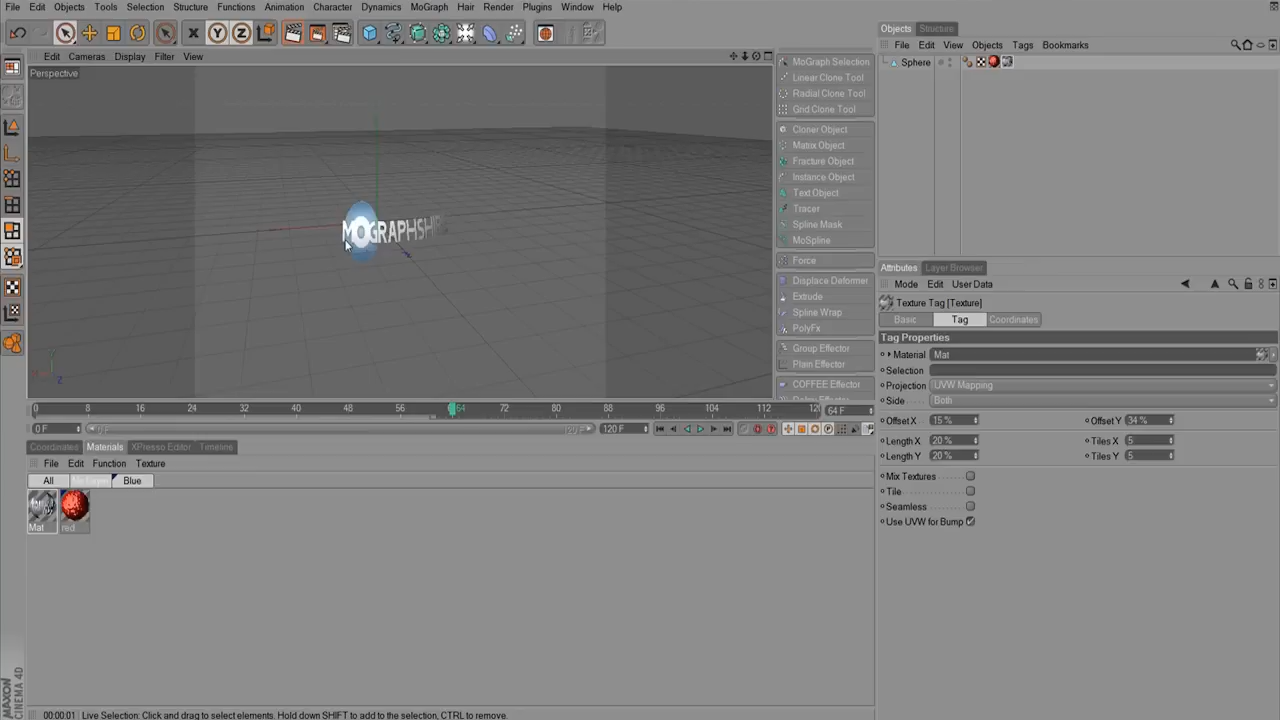 File Edit Objects Tools Selection Structure Functions Animation Character Dynamics MoGraph Hair Render Plugins Window Help
Edit Cameras Display Filter View
Perspective
MOGRAPHSHI
MoGraph Selection
Linear Clone Tool
Radial Clone Tool
Grid Clone Tool
Cloner Object
Matrix Object
Fracture Object
Instance Object
Text Object
Tracer
Spline Mask
MoSpline
Force
Displace Deformer
Extrude
Spline Wrap
PolyFx
Group Effector
Plain Effector
COFFEE Effector
Objects Structure
File Edit View Objects Tags Bookmarks
Sphere
Attributes Layer Browser
Mode Edit User Data
Texture Tag [Texture]
Basic Tag Coordinates
Tag Properties
Material Mat
Selection
Projection UVW Mapping
Side Both
Offset X 15 % Offset Y 34 %
Length X 20 % Tiles X 5
Length Y 20 % Tiles Y 5
Mix Textures
Tile
Seamless
Use UVW for Bump
0 8 16 24 32 40 48 56 64 72 80 88 96 104 112 120 64 F
0 F 120 F
Coordinates Materials XPresso Editor Timeline
File Edit Function Texture
All Blue
Mat red
MAXON CINEMA 4D
00:00:01 Live Selection: Click and drag to select elements. Hold down SHIFT to add to the selection, CTRL to remove.